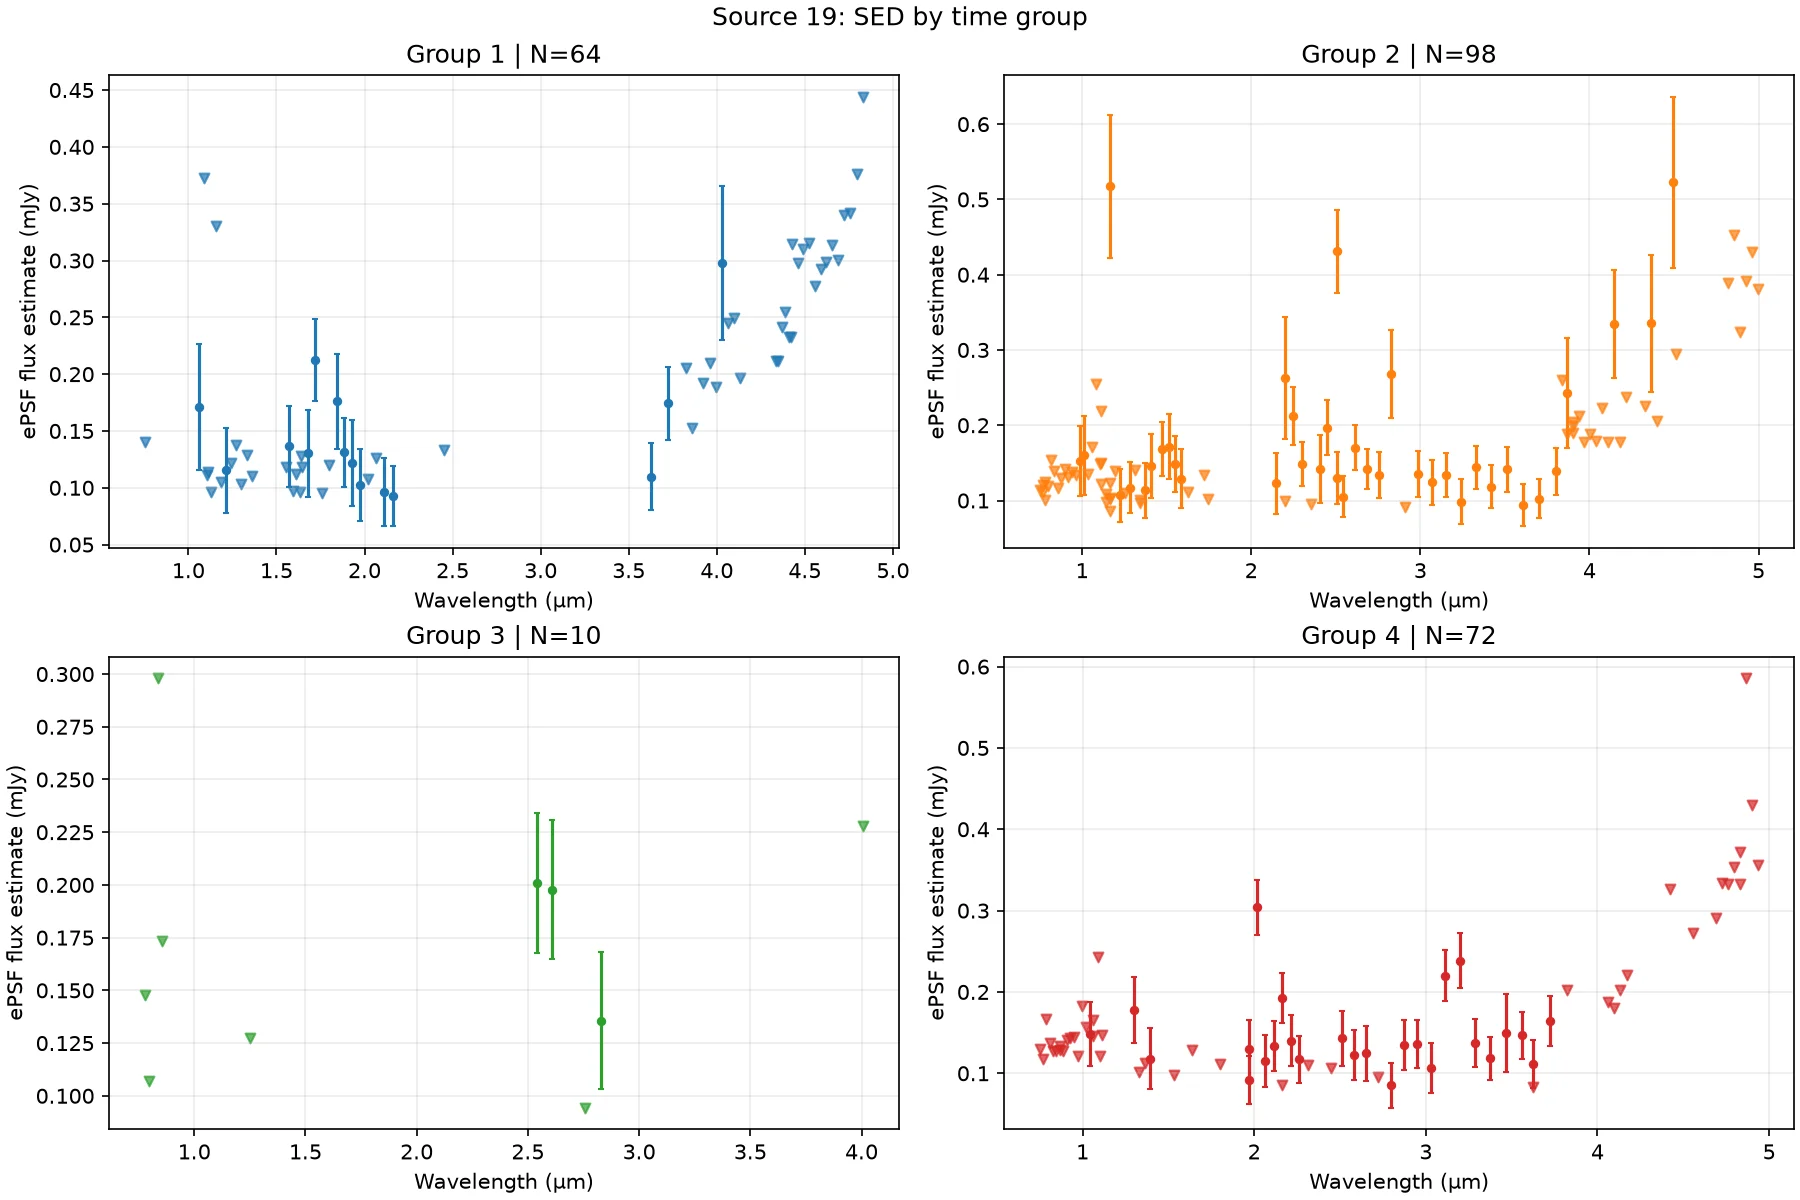 Source 19: SED by time group
Group 1 | N=64
ePSF flux estimate (mJy)
0.45
0.40
0.35
0.30
0.25
0.20
0.15
0.10
0.05
1.0 1.5 2.0 2.5 3.0 3.5 4.0 4.5 5.0
Wavelength (µm)
Group 2 | N=98
ePSF flux estimate (mJy)
0.6
0.5
0.4
0.3
0.2
0.1
1 2 3 4 5
Wavelength (µm)
Group 3 | N=10
ePSF flux estimate (mJy)
0.300
0.275
0.250
0.225
0.200
0.175
0.150
0.125
0.100
1.0 1.5 2.0 2.5 3.0 3.5 4.0
Wavelength (µm)
Group 4 | N=72
ePSF flux estimate (mJy)
0.6
0.5
0.4
0.3
0.2
0.1
1 2 3 4 5
Wavelength (µm)